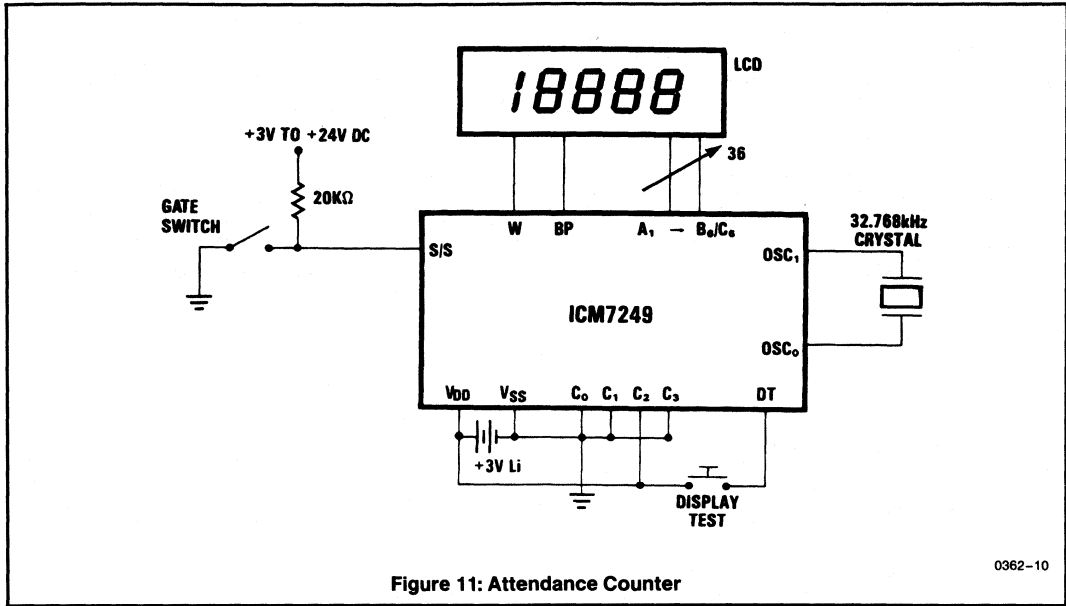 18888
LCD
36
+3V TO +24V DC
20KΩ
GATE
SWITCH
S/S
W
BP
A₁ → B₆/C₆
OSC₁
32.768kHz
CRYSTAL
ICM7249
OSC₀
VDD
VSS
C₀
C₁
C₂
C₃
DT
+3V Li
DISPLAY
TEST
0362–10
Figure 11: Attendance Counter